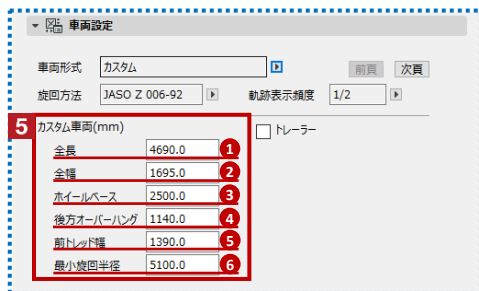 車両設定
車両形式 カスタム 前頁 次頁
旋回方法 JASO Z 006-92 軌跡表示頻度 1/2
5 カスタム車両(mm) トレーラー
全長 4690.0 1
全幅 1695.0 2
ホイールベース 2500.0 3
後方オーバーハング 1140.0 4
前トレッド幅 1390.0 5
最小旋回半径 5100.0 6